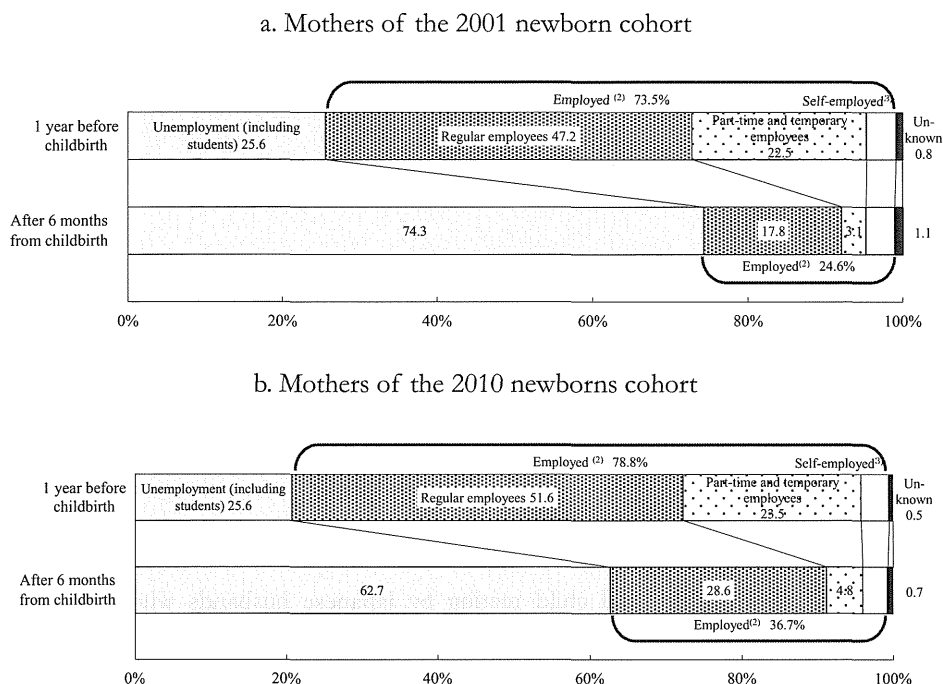 a. Mothers of the 2001 newborn cohort
Employed (2) 73.5%
Self-employed3)
1 year before
childbirth
Unemployment (including
students) 25.6
Regular employees 47.2
Part-time and temporary
employees
22.5
Un-
known
0.8
After 6 months
from childbirth
74.3
17.8
3.1
1.1
Employed(2) 24.6%
0%
20%
40%
60%
80%
100%
b. Mothers of the 2010 newborns cohort
Employed (2) 78.8%
Self-employed3)
1 year before
childbirth
Unemployment (including
students) 25.6
Regular employees 51.6
Part-time and temporary
employees
23.5
Un-
known
0.5
After 6 months
from childbirth
62.7
28.6
4.8
0.7
Employed(2) 36.7%
0%
20%
40%
60%
80%
100%